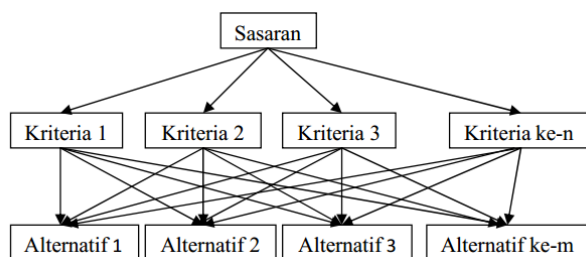 Sasaran
Kriteria 1
Kriteria 2
Kriteria 3
Kriteria ke-n
Alternatif 1
Alternatif 2
Alternatif 3
Alternatif ke-m